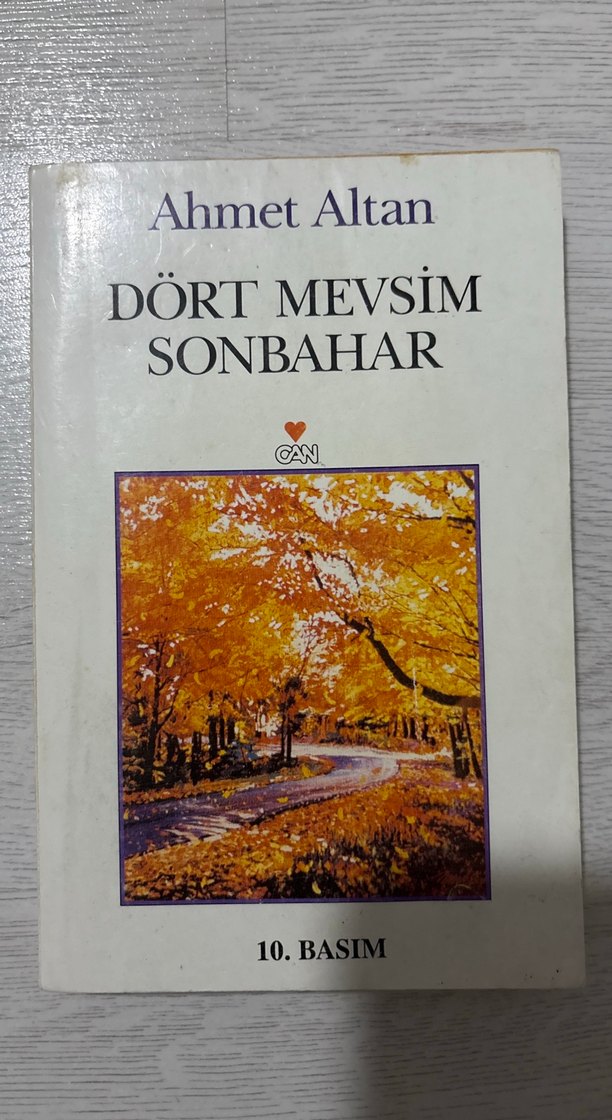 Ahmet Altan
DÖRT MEVSİM
SONBAHAR
CAN
10. BASIM